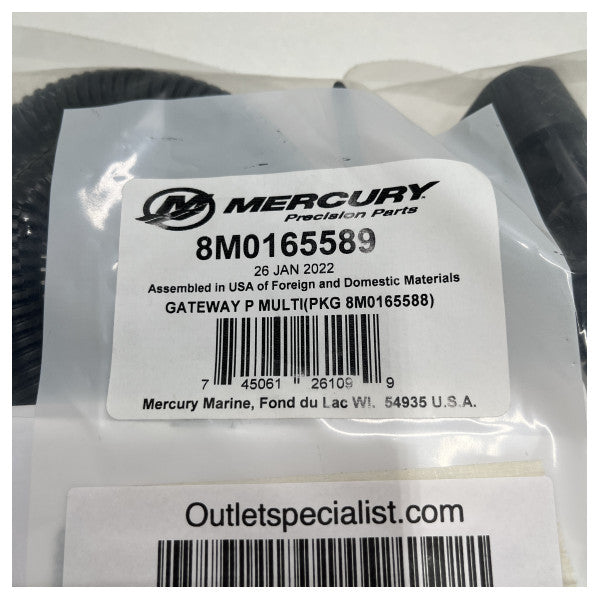 MERCURY
Precision Parts
8M0165589
26 JAN 2022
Assembled in USA of Foreign and Domestic Materials
GATEWAY P MULTI(PKG 8M0165588)
7 45061 26109 9
Mercury Marine, Fond du Lac WI. 54935 U.S.A.
Outletspecialist.com